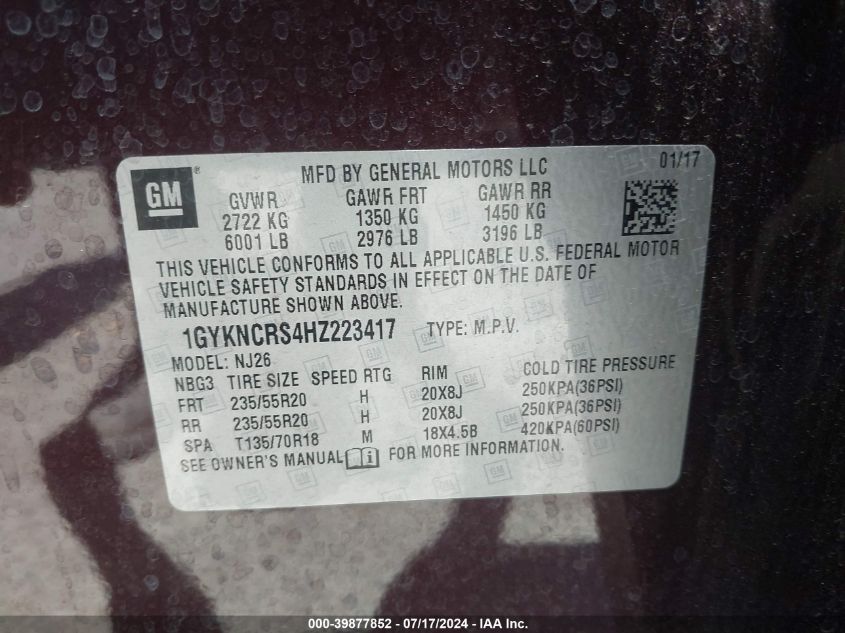 MFD BY GENERAL MOTORS LLC 01/17
GM ®
GVWR GAWR FRT GAWR RR
2722 KG 1350 KG 1450 KG
6001 LB 2976 LB 3196 LB
THIS VEHICLE CONFORMS TO ALL APPLICABLE U.S. FEDERAL MOTOR
VEHICLE SAFETY STANDARDS IN EFFECT ON THE DATE OF
MANUFACTURE SHOWN ABOVE.
1GYKNCRS4HZ223417 TYPE: M.P.V.
MODEL: NJ26
NBG3 TIRE SIZE SPEED RTG RIM COLD TIRE PRESSURE
FRT 235/55R20 H 20X8J 250KPA(36PSI)
RR 235/55R20 H 20X8J 250KPA(36PSI)
SPA T135/70R18 M 18X4.5B 420KPA(60PSI)
SEE OWNER'S MANUAL i FOR MORE INFORMATION.
000-39877852 - 07/17/2024 - IAA Inc.